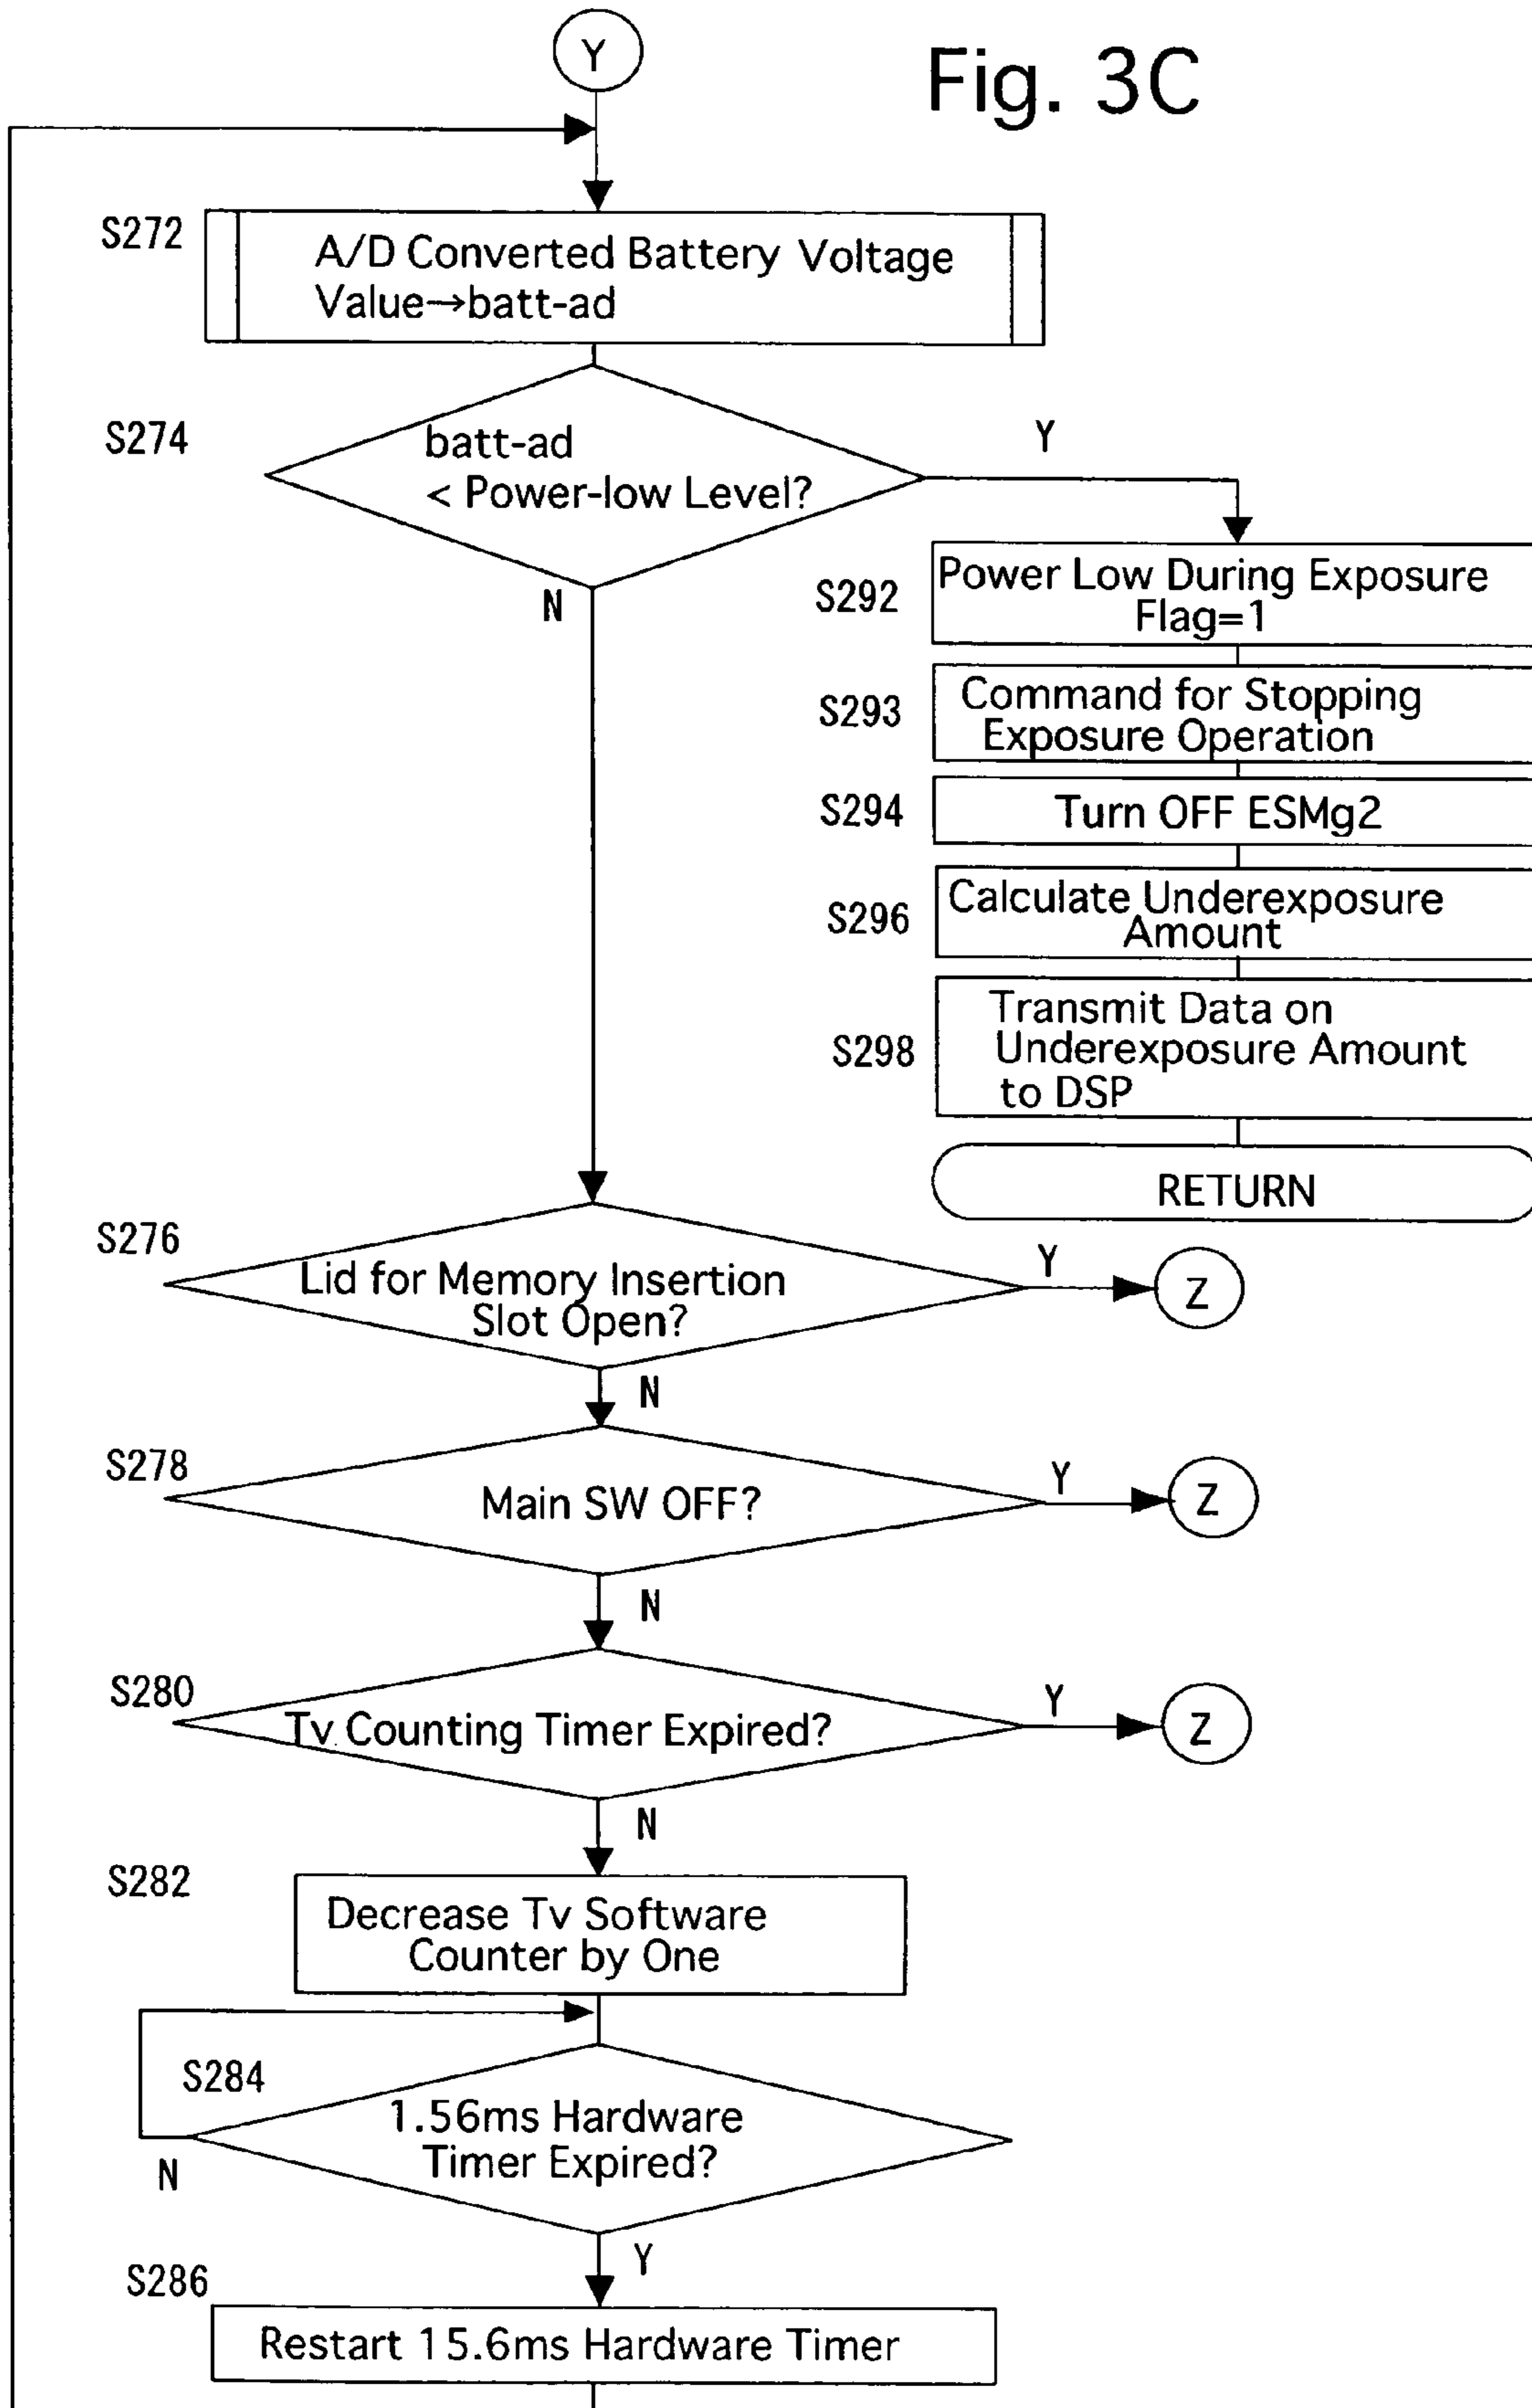 Y
Fig. 3C
S272
A/D Converted Battery Voltage
Value→batt-ad
S274
batt-ad
< Power-low Level?
Y
N
S292
Power Low During Exposure
Flag=1
S293
Command for Stopping
Exposure Operation
S294
Turn OFF ESMg2
S296
Calculate Underexposure
Amount
S298
Transmit Data on
Underexposure Amount
to DSP
RETURN
S276
Lid for Memory Insertion
Slot Open?
Y
Z
N
S278
Main SW OFF?
Y
Z
N
S280
Tv Counting Timer Expired?
Y
Z
N
S282
Decrease Tv Software
Counter by One
S284
1.56ms Hardware
Timer Expired?
N
Y
S286
Restart 15.6ms Hardware Timer